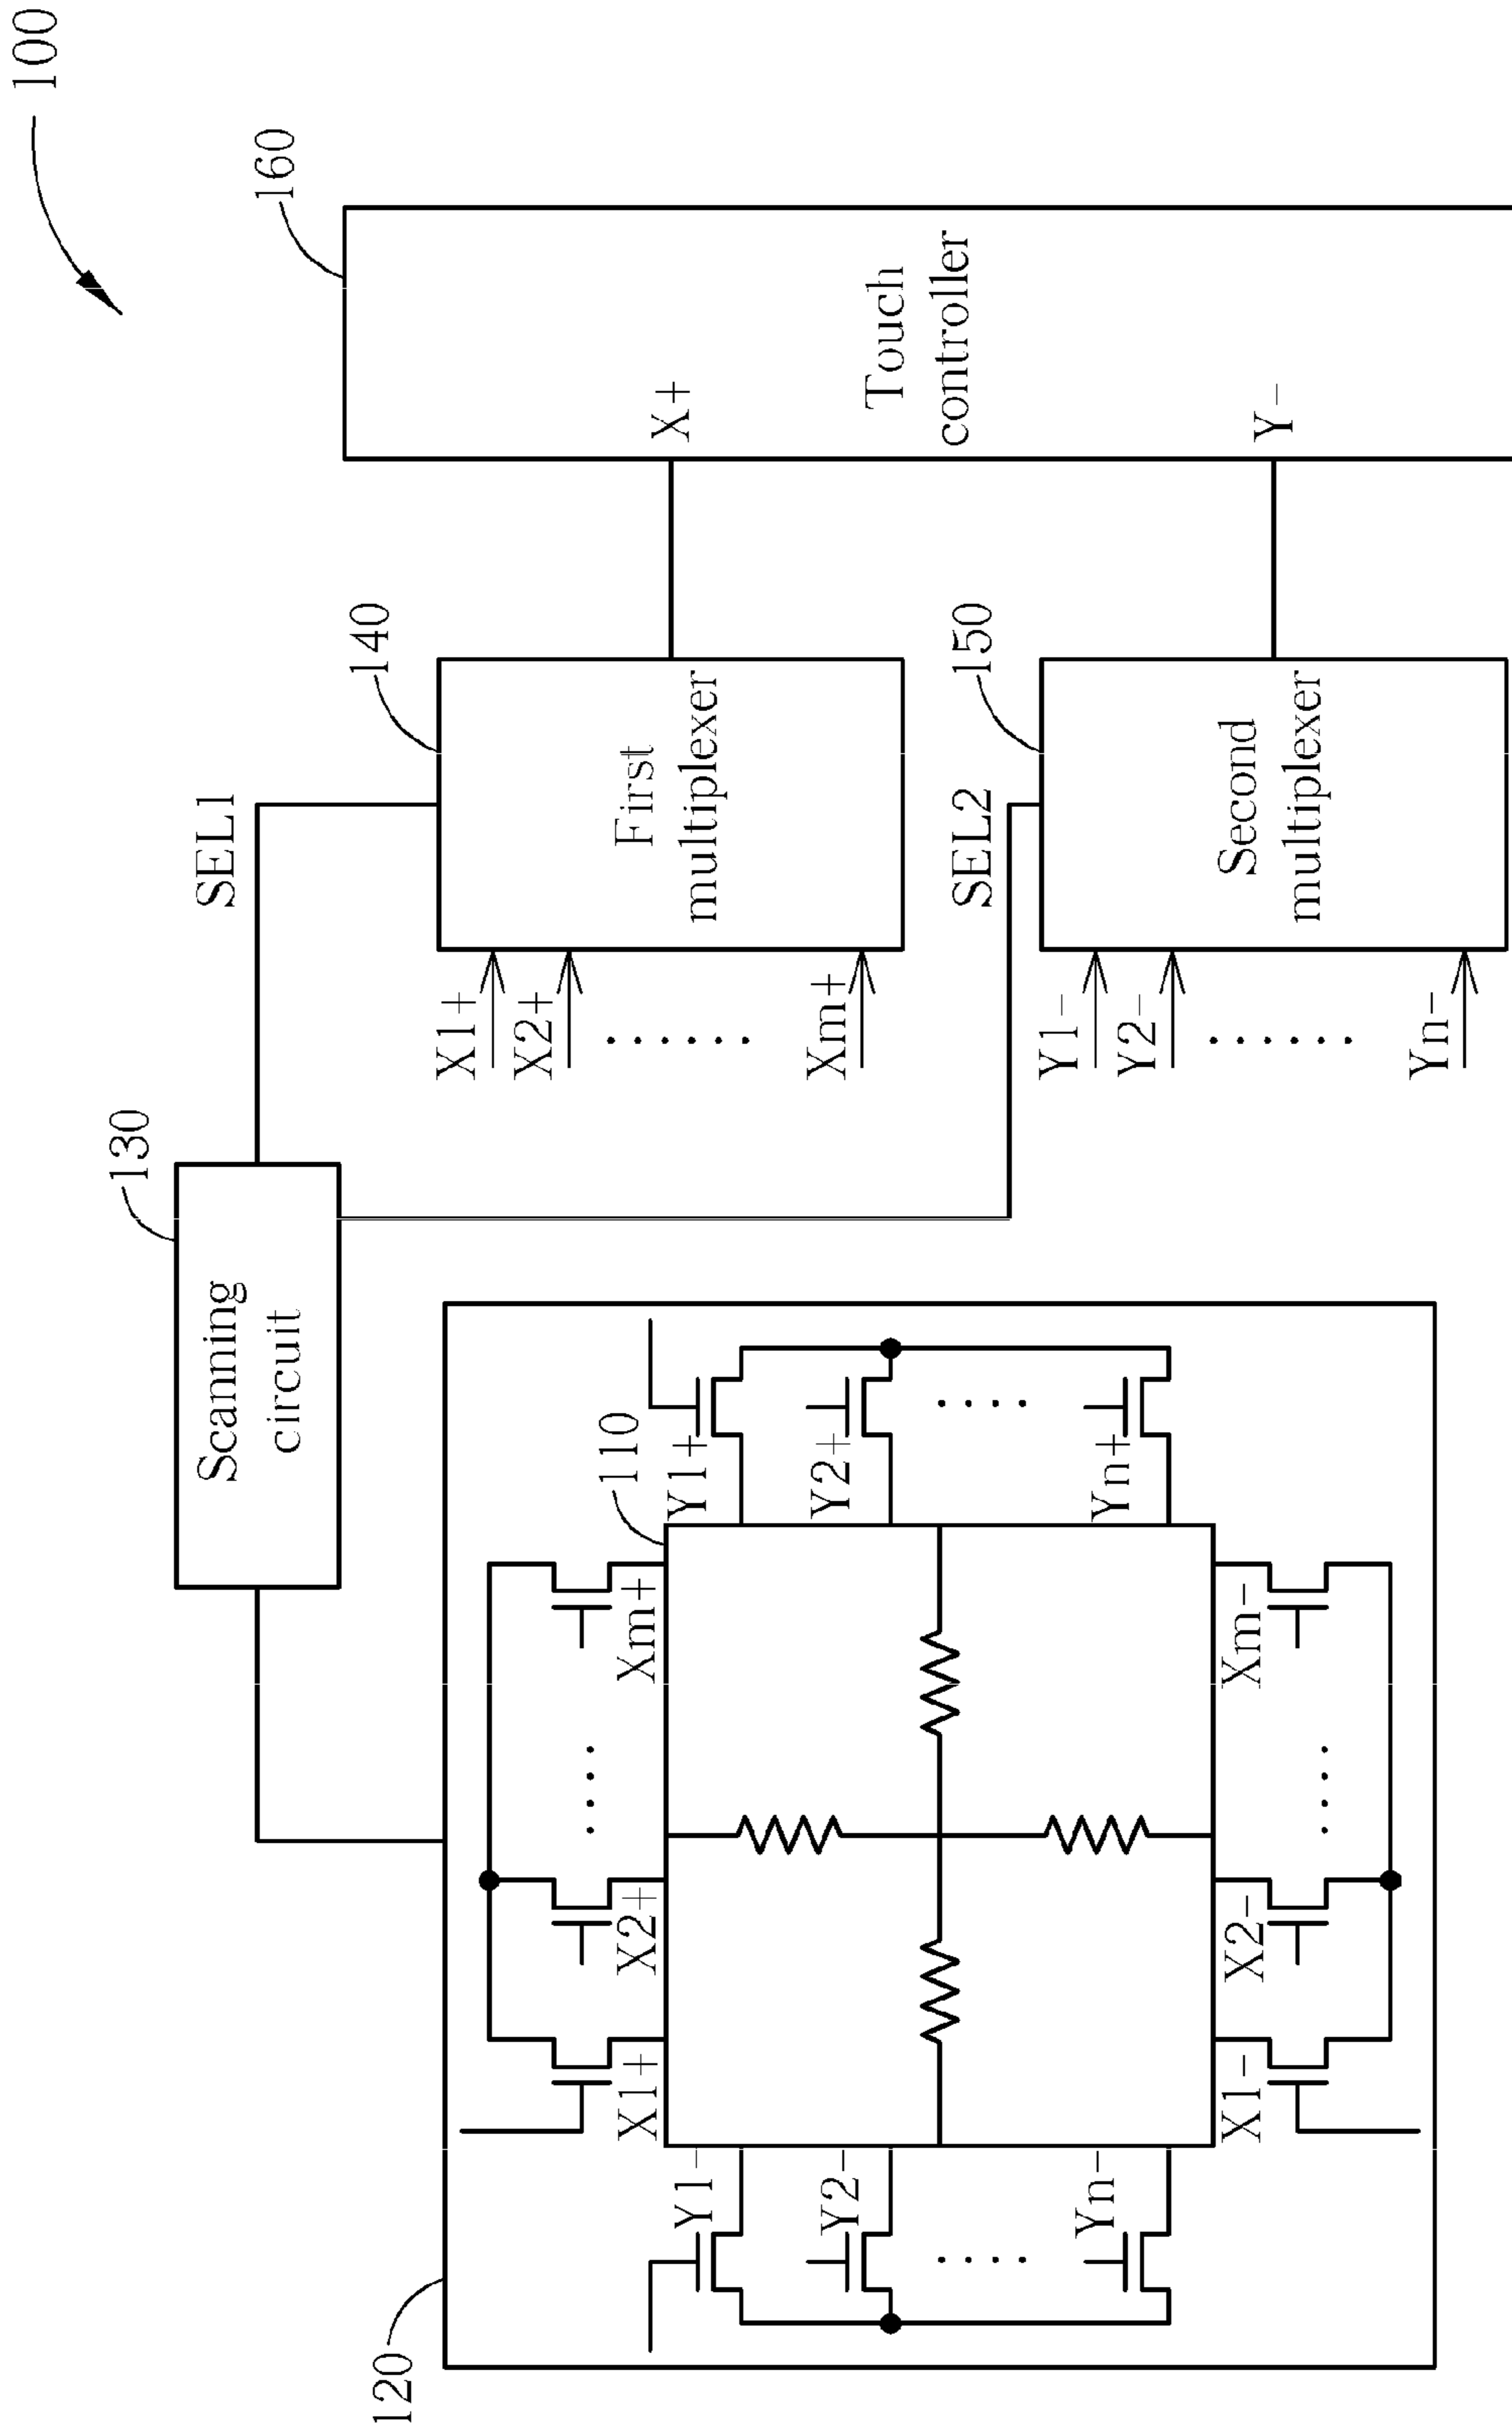 100
130
Scanning
circuit
SEL1
160
120
X1+
X2+
....
Xm+
110
140
First
multiplexer
X1+
X2+
......
Xm+
X+
Touch
controller
Y1-
Y2-
....
Yn-
Y1+
Y2+
....
Yn+
SEL2
150
Second
multiplexer
Y1-
Y2-
......
Yn-
Y-
X1-
X2-
....
Xm-